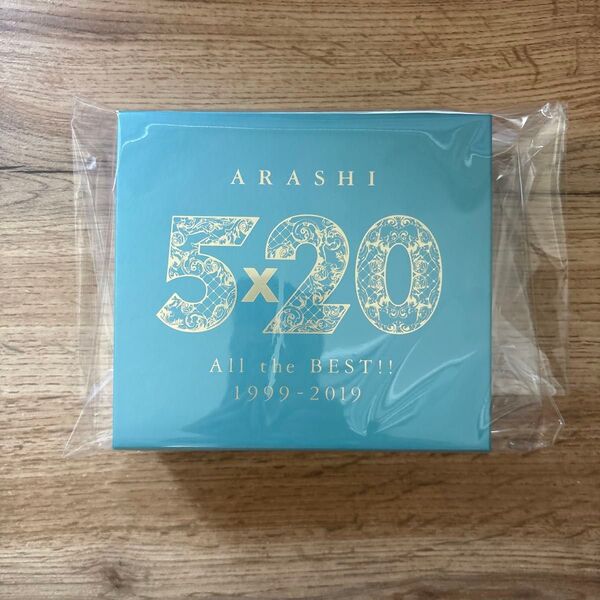 ARASHI
5x20
All the BEST!!
1999-2019